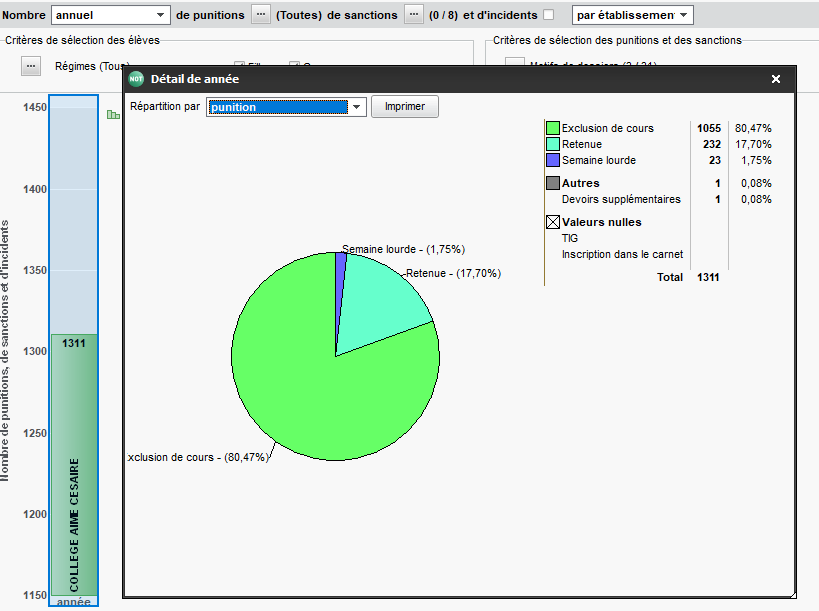 Nombre annuel de punitions ... (Toutes) de sanctions ... (0 / 8) et d'incidents par établissement
Critères de sélection des élèves
Critères de sélection des punitions et des sanctions
... Régimes (Tous
NOT Détail de année
Répartition par punition Imprimer
Exclusion de cours 1055 80,47%
Retenue 232 17,70%
Semaine lourde 23 1,75%
Autres 1 0,08%
Devoirs supplémentaires 1 0,08%
Valeurs nulles
TIG
Inscription dans le carnet
Total 1311
Semaine lourde - (1,75%)
Retenue - (17,70%)
xclusion de cours - (80,47%)
Nombre de punitions, de sanctions et d'incidents
1450
1400
1350
1300
1250
1200
1150
1311
COLLEGE AIME CESAIRE
année